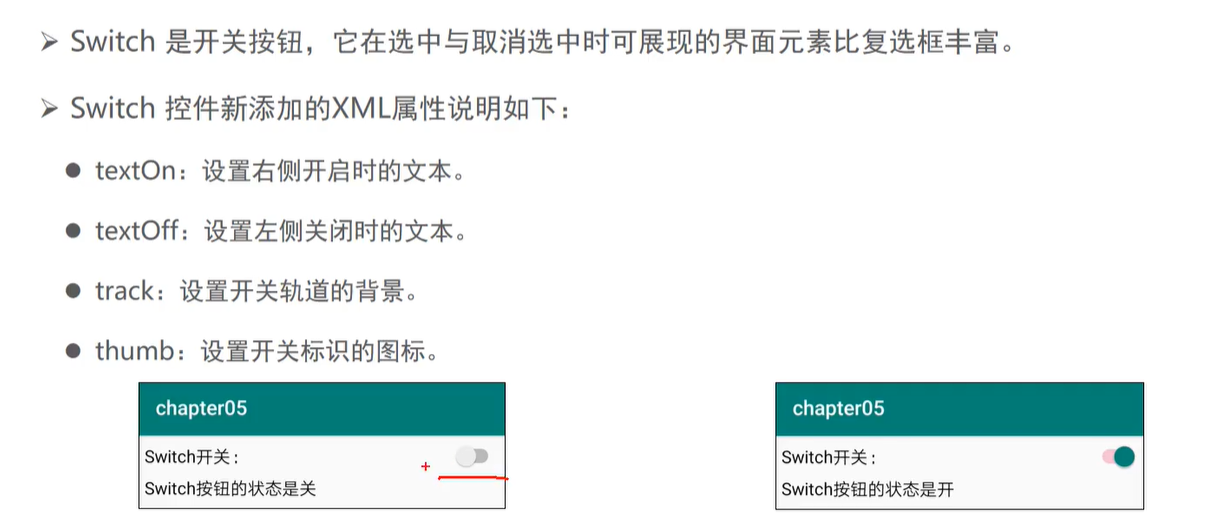 Switch 是开关按钮，它在选中与取消选中时可展现的界面元素比复选框丰富。
Switch 控件新添加的XML属性说明如下：
textOn：设置右侧开启时的文本。
textOff：设置左侧关闭时的文本。
track：设置开关轨道的背景。
thumb：设置开关标识的图标。
chapter05
Switch开关：
Switch按钮的状态是关
chapter05
Switch开关：
Switch按钮的状态是开